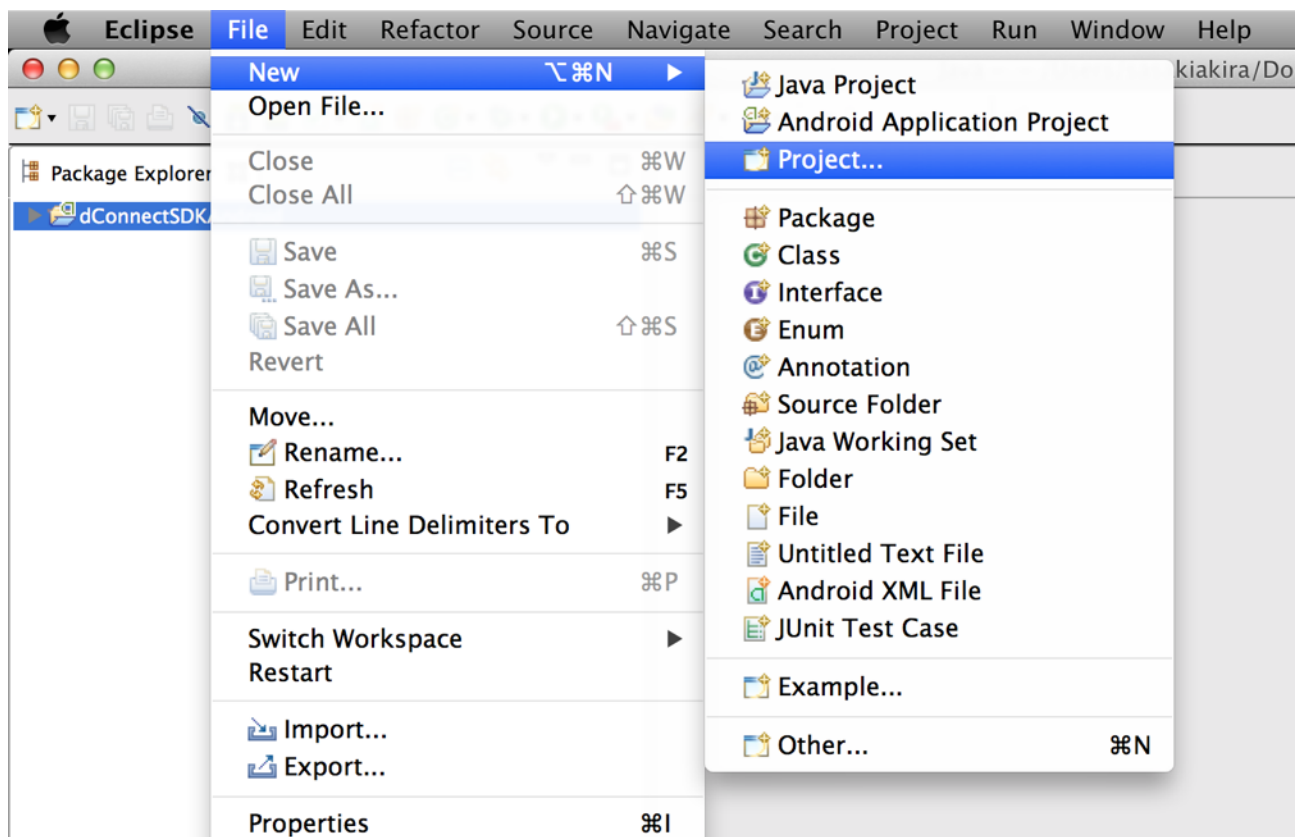 Eclipse File Edit Refactor Source Navigate Search Project Run Window Help
kiakira/Do
New ⌥⌘N ▶
Open File...
Close ⌘W
Close All ⇧⌘W
Save ⌘S
Save As...
Save All ⇧⌘S
Revert
Move...
Rename... F2
Refresh F5
Convert Line Delimiters To ▶
Print... ⌘P
Switch Workspace ▶
Restart
Import...
Export...
Properties ⌘I
Java Project
Android Application Project
Project...
Package
Class
Interface
Enum
Annotation
Source Folder
Java Working Set
Folder
File
Untitled Text File
Android XML File
JUnit Test Case
Example...
Other... ⌘N
Package Explorer
dConnectSDK